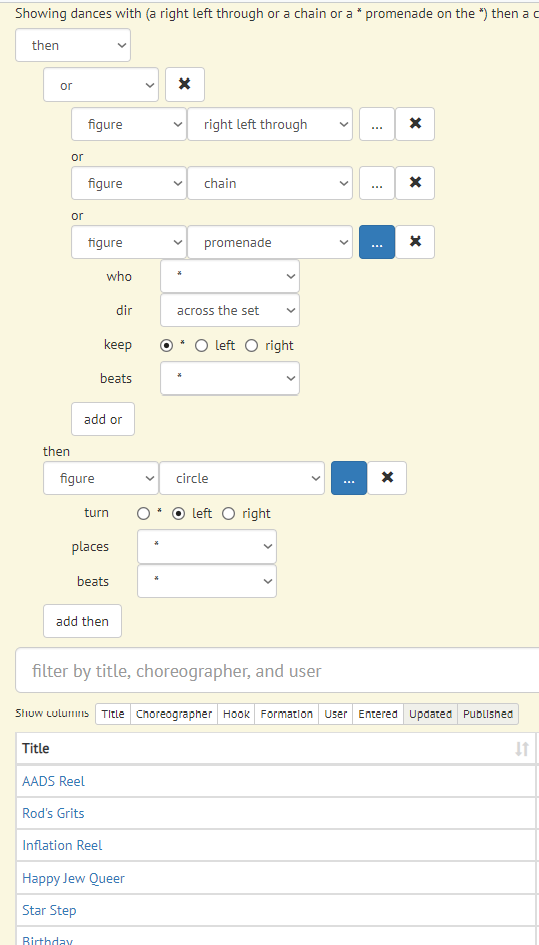 Showing dances with (a right left through or a chain or a * promenade on the *) then a c
then
or ✖
figure right left through ... ✖
or
figure chain ... ✖
or
figure promenade ... ✖
who *
dir across the set
keep * left right
beats *
add or
then
figure circle ... ✖
turn * left right
places *
beats *
add then
filter by title, choreographer, and user
Show columns Title Choreographer Hook Formation User Entered Updated Published
Title
AADS Reel
Rod's Grits
Inflation Reel
Happy Jew Queer
Star Step
Birthday